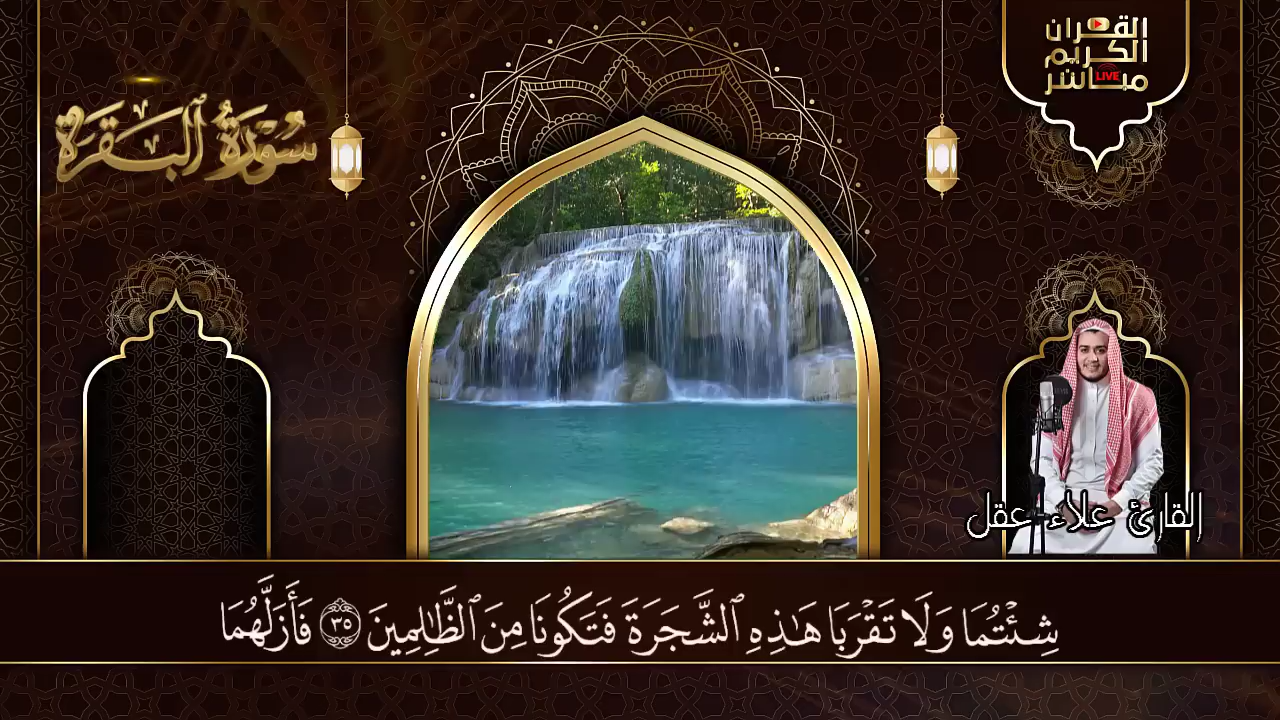 القرآن
الكريم
مباشر
LIVE
سورة البقرة
القارئ علاء عقل
شِئْتُمَا وَلَا تَقْرَبَا هَٰذِهِ ٱلشَّجَرَةَ فَتَكُونَا مِنَ ٱلظَّٰلِمِينَ ٣٥ فَأَزَلَّهُمَا